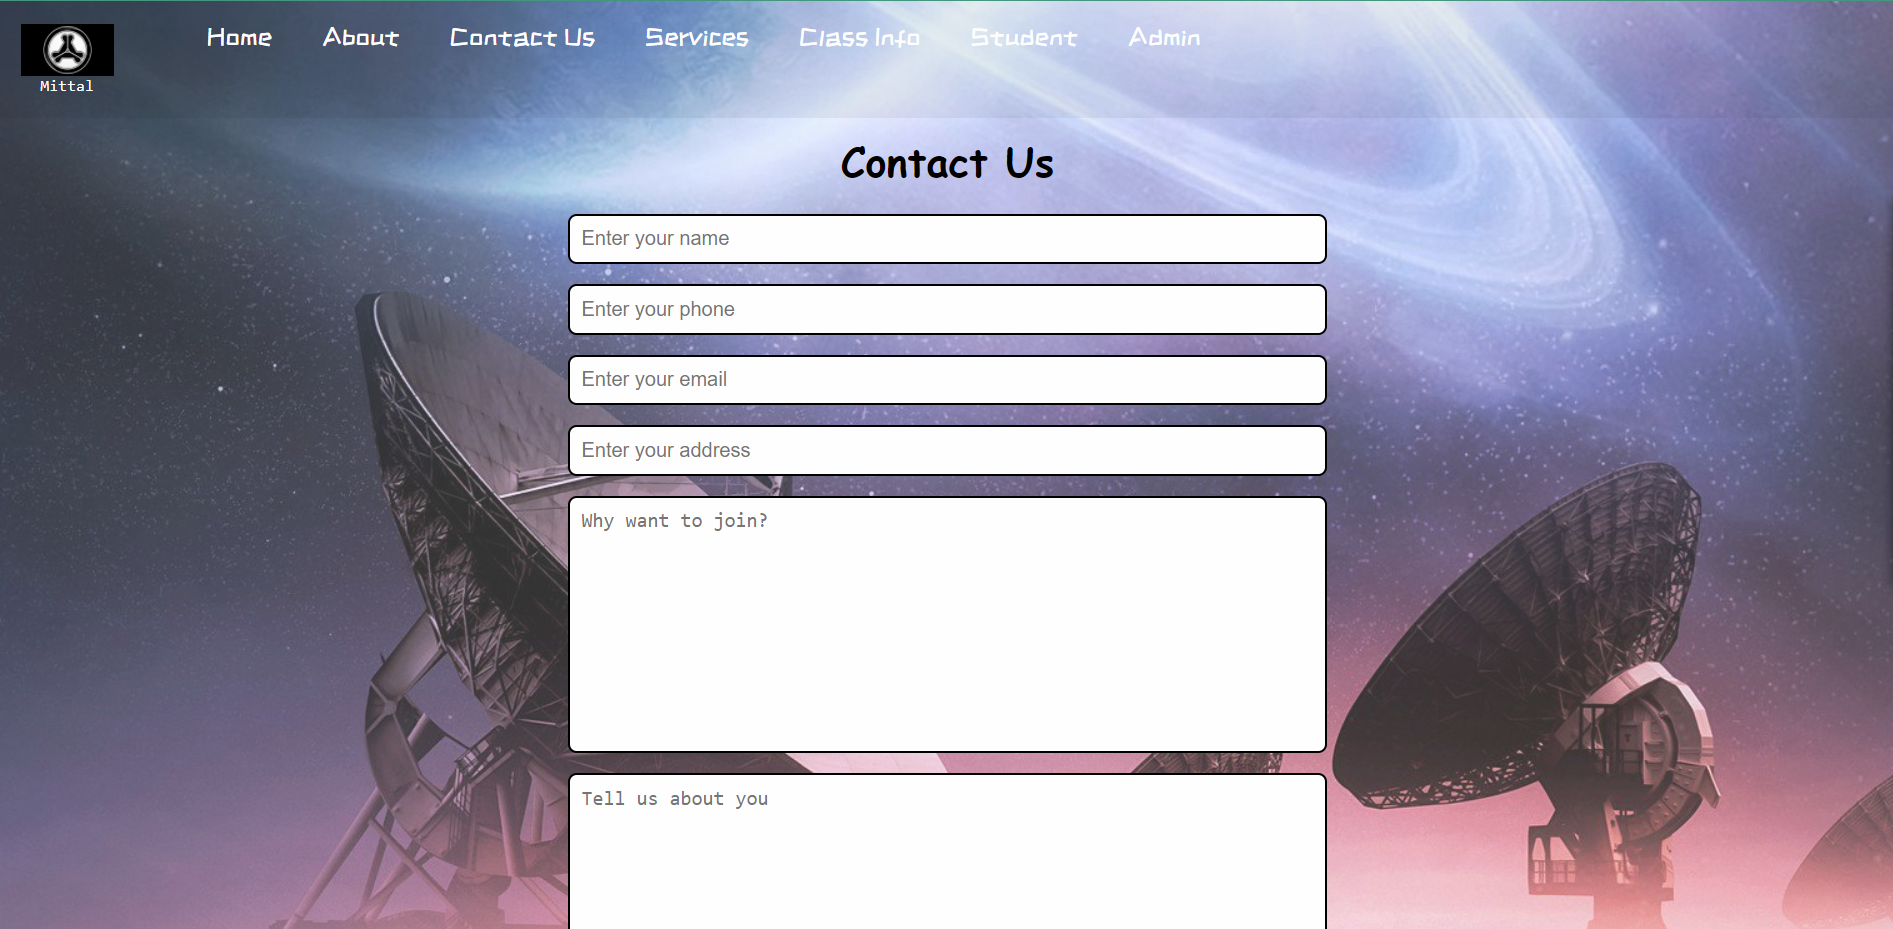 Home About Contact Us Services Class Info Student Admin
Mittal
Contact Us
Enter your name
Enter your phone
Enter your email
Enter your address
Why want to join?
Tell us about you